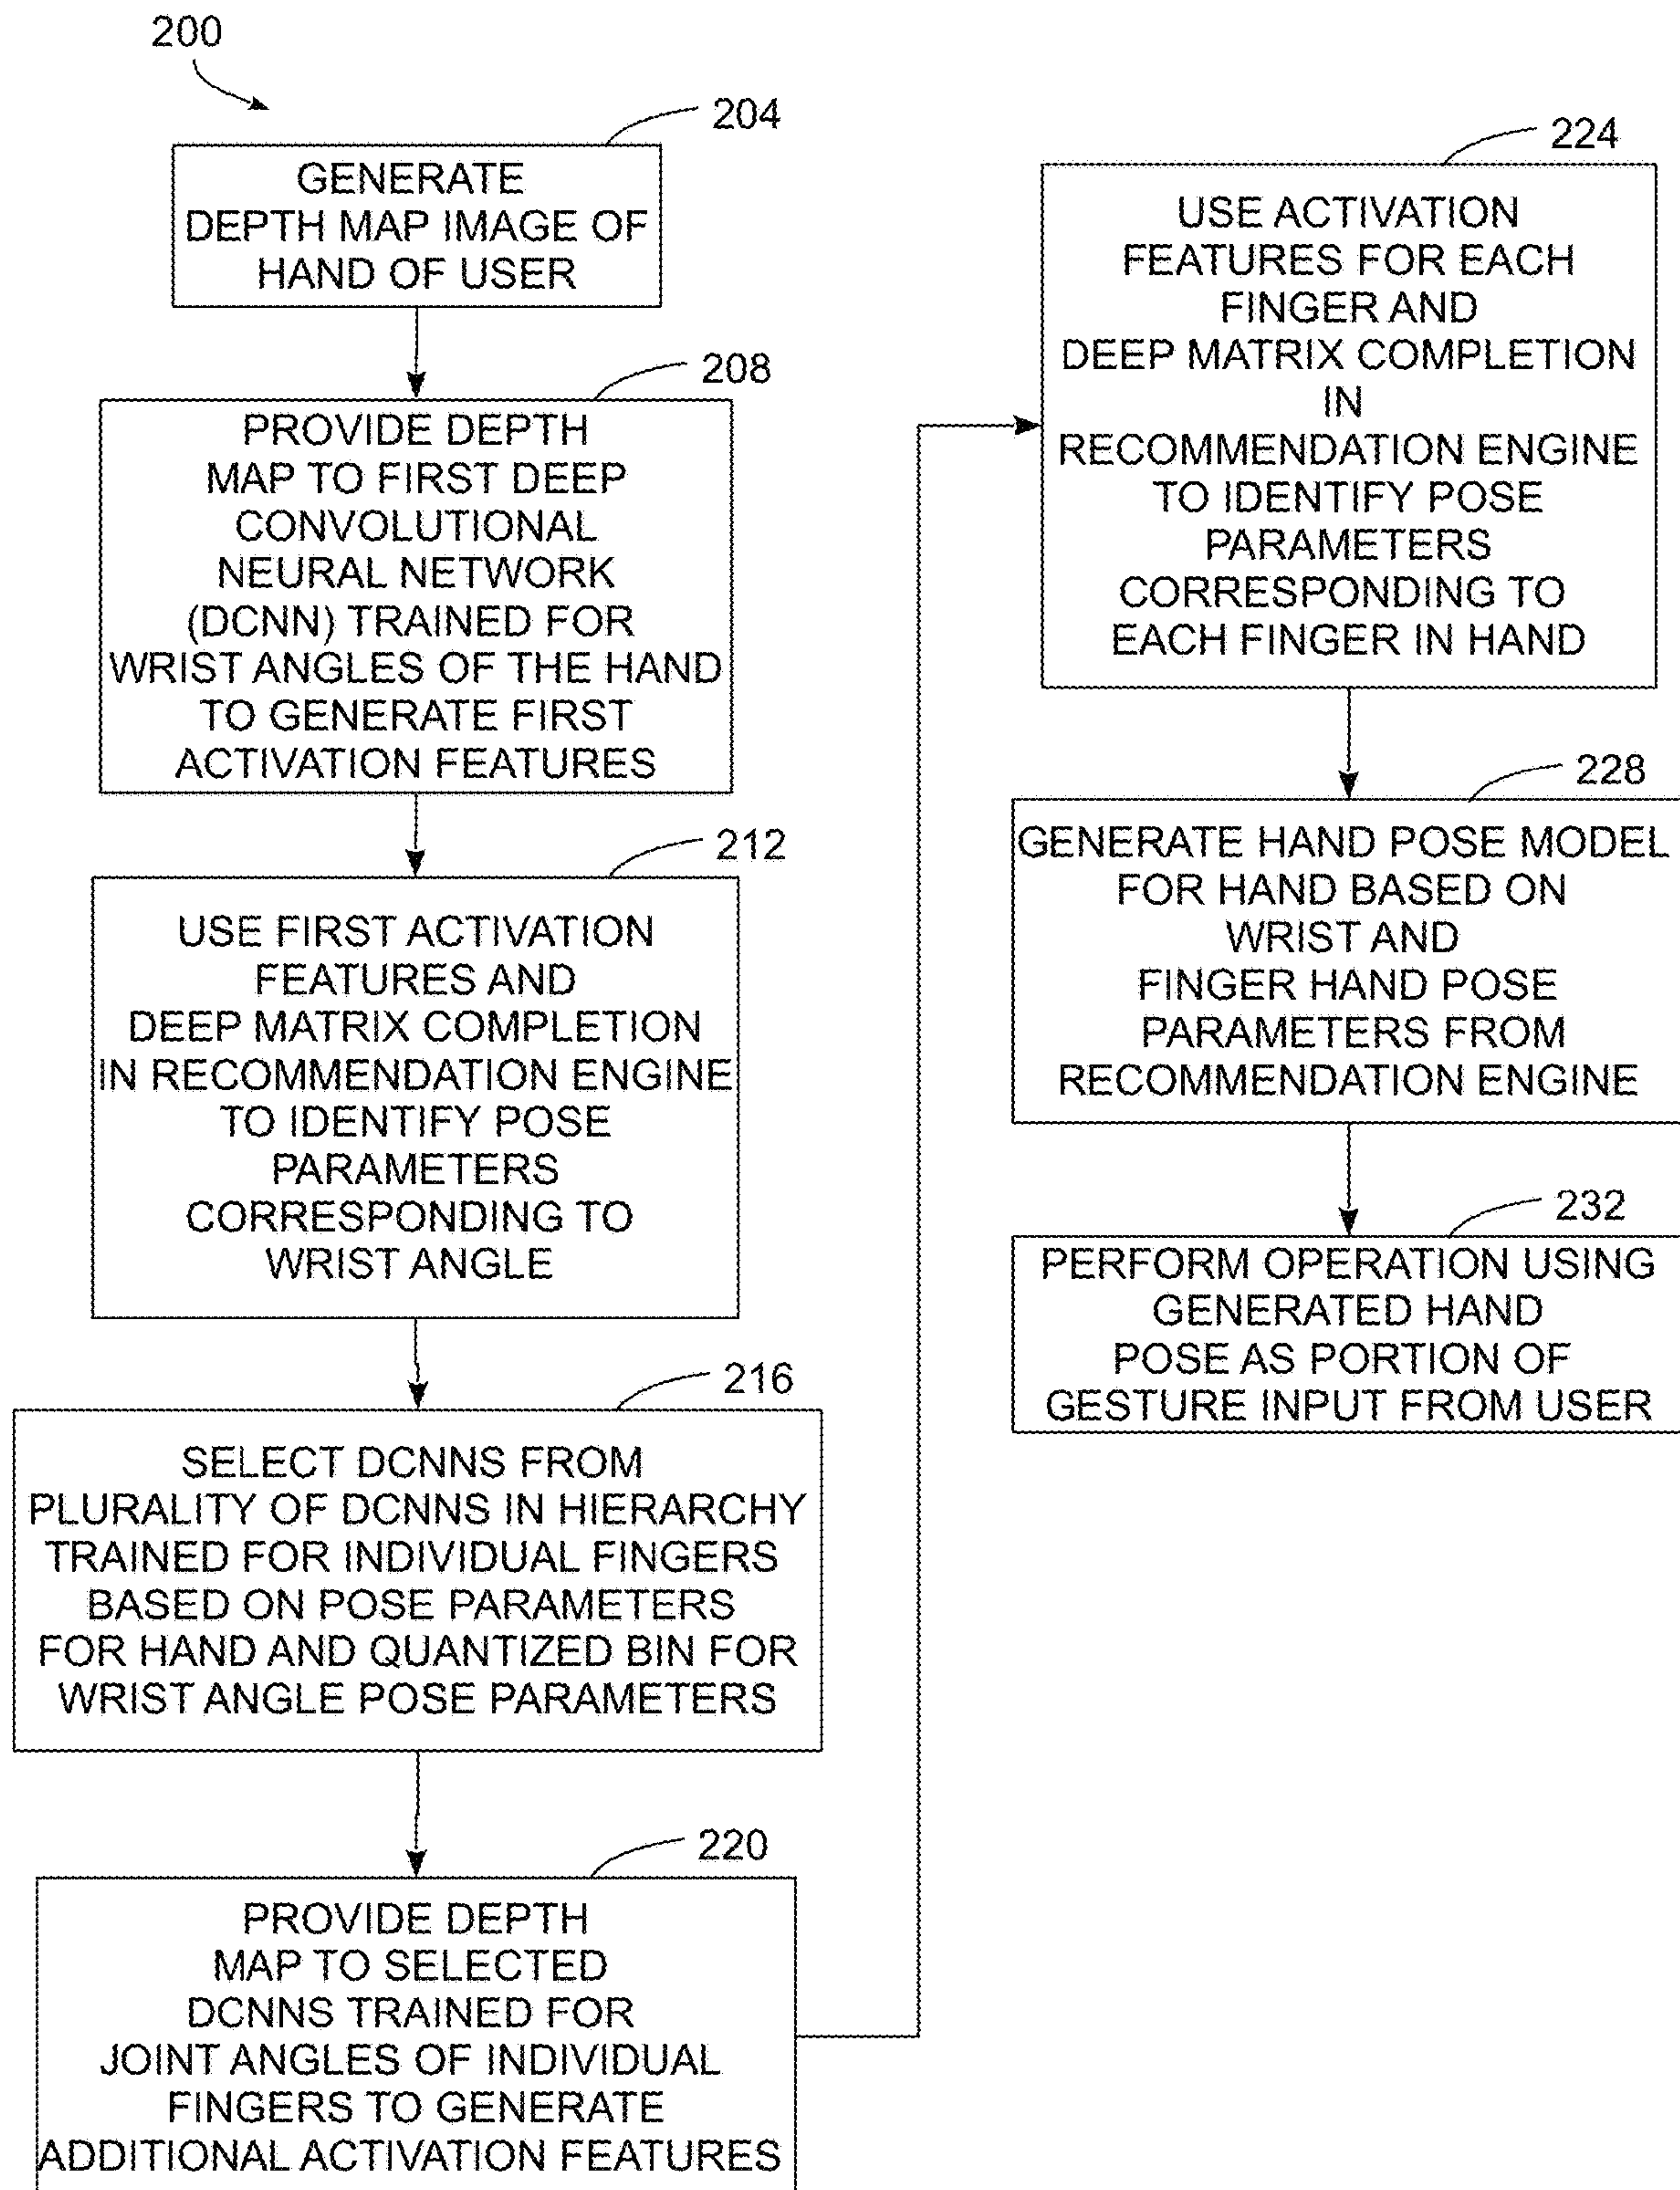 200
204
GENERATE
DEPTH MAP IMAGE OF
HAND OF USER
208
PROVIDE DEPTH
MAP TO FIRST DEEP
CONVOLUTIONAL
NEURAL NETWORK
(DCNN) TRAINED FOR
WRIST ANGLES OF THE HAND
TO GENERATE FIRST
ACTIVATION FEATURES
212
USE FIRST ACTIVATION
FEATURES AND
DEEP MATRIX COMPLETION
IN RECOMMENDATION ENGINE
TO IDENTIFY POSE
PARAMETERS
CORRESPONDING TO
WRIST ANGLE
216
SELECT DCNNS FROM
PLURALITY OF DCNNS IN HIERARCHY
TRAINED FOR INDIVIDUAL FINGERS
BASED ON POSE PARAMETERS
FOR HAND AND QUANTIZED BIN FOR
WRIST ANGLE POSE PARAMETERS
220
PROVIDE DEPTH
MAP TO SELECTED
DCNNS TRAINED FOR
JOINT ANGLES OF INDIVIDUAL
FINGERS TO GENERATE
ADDITIONAL ACTIVATION FEATURES
224
USE ACTIVATION
FEATURES FOR EACH
FINGER AND
DEEP MATRIX COMPLETION
IN
RECOMMENDATION ENGINE
TO IDENTIFY POSE
PARAMETERS
CORRESPONDING TO
EACH FINGER IN HAND
228
GENERATE HAND POSE MODEL
FOR HAND BASED ON
WRIST AND
FINGER HAND POSE
PARAMETERS FROM
RECOMMENDATION ENGINE
232
PERFORM OPERATION USING
GENERATED HAND
POSE AS PORTION OF
GESTURE INPUT FROM USER